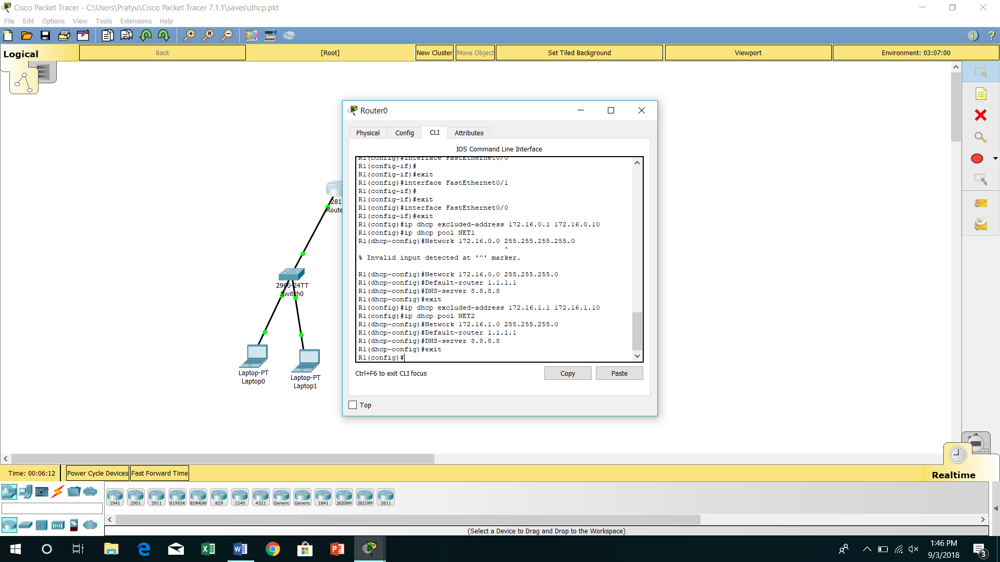 Cisco Packet Tracer - C:\Users\Pratyu\Cisco Packet Tracer 7.1.1\saves\dhcp.pkt
File Edit Options View Tools Extensions Help
Logical
Back
[Root]
New Cluster
Move Object
Set Tiled Background
Viewport
Environment: 03:07:00
281
Route
2960-24TT
Switch0
Laptop-PT
Laptop0
Laptop-PT
Laptop1
Router0
Physical Config CLI Attributes
IOS Command Line Interface
R1(config)#interface FastEthernet0/0
R1(config-if)#
R1(config-if)#exit
R1(config)#interface FastEthernet0/1
R1(config-if)#
R1(config-if)#exit
R1(config)#interface FastEthernet0/0
R1(config-if)#exit
R1(config)#ip dhcp excluded-address 172.16.0.1 172.16.0.10
R1(config)#ip dhcp pool NET1
R1(dhcp-config)#Network 172.16.0.0 255.255.255.255.0
^
% Invalid input detected at '^' marker.
R1(dhcp-config)#Network 172.16.0.0 255.255.255.0
R1(dhcp-config)#Default-router 1.1.1.1
R1(dhcp-config)#DNS-server 8.8.8.8
R1(dhcp-config)#exit
R1(config)#ip dhcp excluded-address 172.16.1.1 172.16.1.10
R1(config)#ip dhcp pool NET2
R1(dhcp-config)#Network 172.16.1.0 255.255.255.0
R1(dhcp-config)#Default-router 1.1.1.1
R1(dhcp-config)#DNS-server 8.8.8.8
R1(dhcp-config)#exit
R1(config)#
Ctrl+F6 to exit CLI focus
Copy
Paste
Top
Time: 00:06:12
Power Cycle Devices
Fast Forward Time
Realtime
1941 2901 2911 819IOX 819HGW 829 1240 4321 Generic Generic 1841 2620XM 2621XM 2811
(Select a Device to Drag and Drop to the Workspace)
1:46 PM
9/3/2018
3